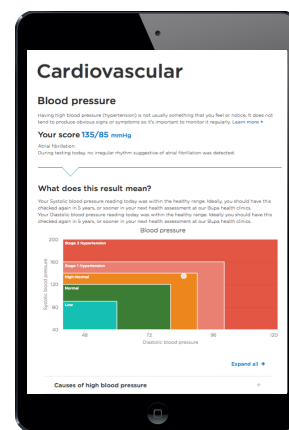 Cardiovascular
Blood pressure
Having high blood pressure (hypertension) is not usually something that you feel or notice. It does not
tend to produce obvious signs or symptoms so it's important to monitor it regularly. Learn more +
Your score 135/85 mmHg
Atrial fibrillation:
During testing today, no irregular rhythm suggestive of atrial fibrillation was detected.
What does this result mean?
Your Systolic blood pressure reading today was within the healthy range. Ideally, you should have this
checked again in 5 years, or sooner in your next health assessment at our Bupa health clinics.
Your Diastolic blood pressure reading today was within the healthy range. Ideally you should have this
checked again in 5 years, or sooner in your next health assessment at our Bupa health clinics.
Blood pressure
Systolic blood pressure
200
160
120
80
40
Stage 2 Hypertension
Stage 1 Hypertension
High-Normal
Normal
Low
48
72
96
120
Diastolic blood pressure
Expand all
Causes of high blood pressure +